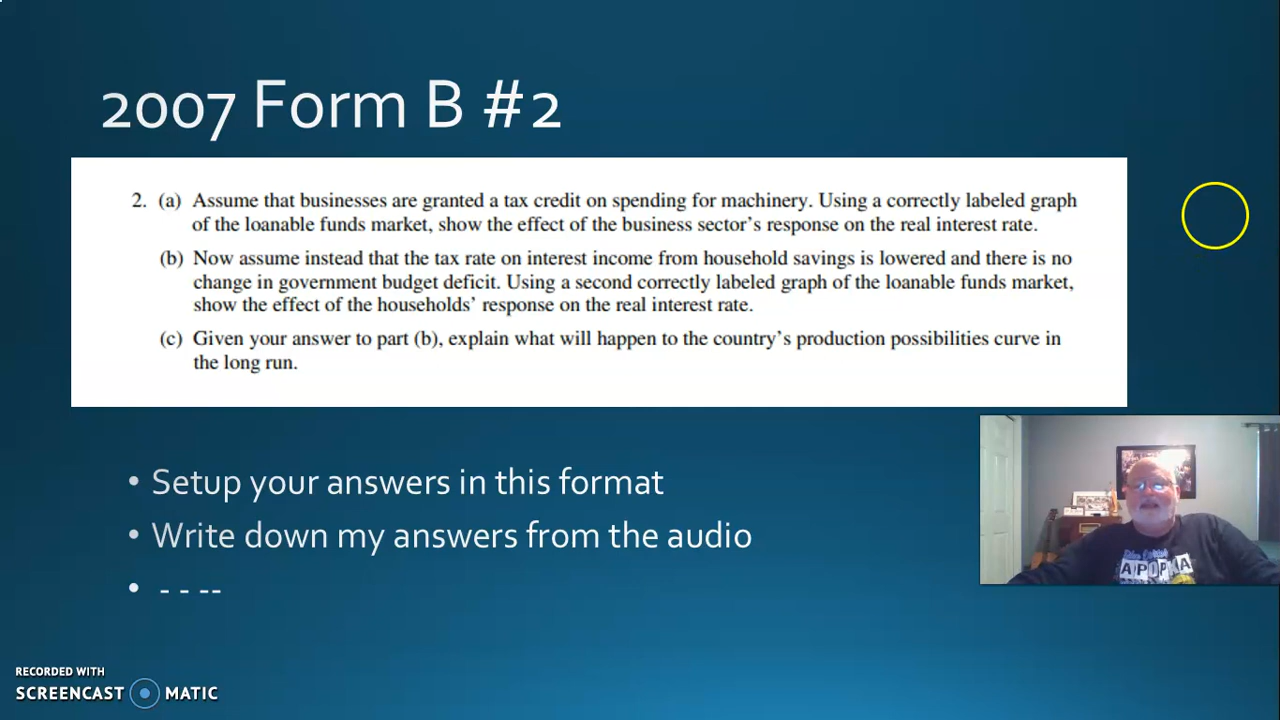 2007 Form B #2
2. (a) Assume that businesses are granted a tax credit on spending for machinery. Using a correctly labeled graph
of the loanable funds market, show the effect of the business sector's response on the real interest rate.
(b) Now assume instead that the tax rate on interest income from household savings is lowered and there is no
change in government budget deficit. Using a second correctly labeled graph of the loanable funds market,
show the effect of the households' response on the real interest rate.
(c) Given your answer to part (b), explain what will happen to the country's production possibilities curve in
the long run.
• Setup your answers in this format
• Write down my answers from the audio
• - - --
APOPKA
RECORDED WITH
SCREENCAST MATIC